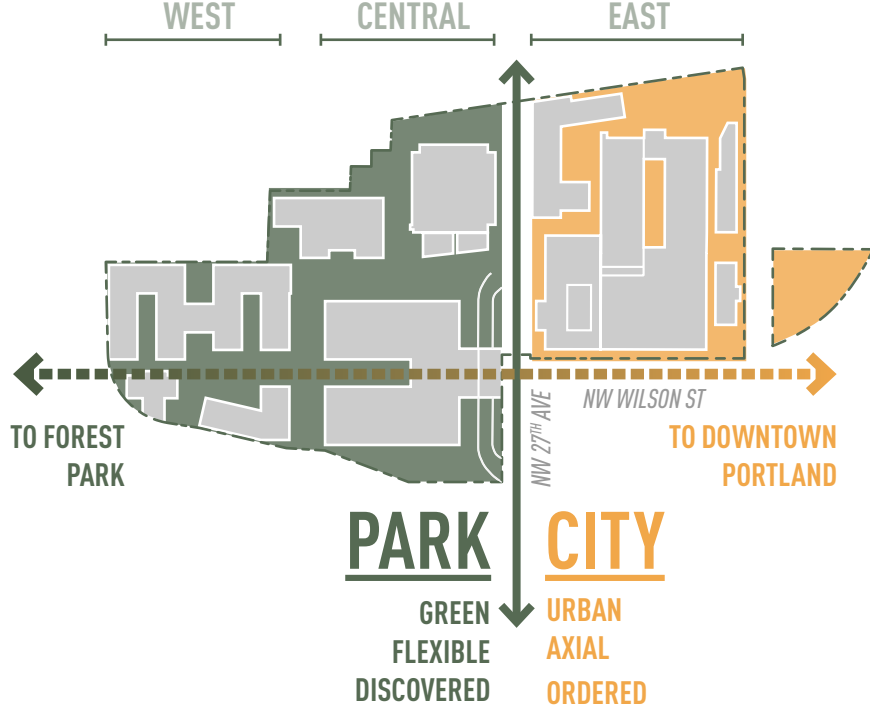 WEST
CENTRAL
EAST
NW WILSON ST
NW 27TH AVE
TO FOREST
PARK
TO DOWNTOWN
PORTLAND
PARK
CITY
GREEN
FLEXIBLE
DISCOVERED
URBAN
AXIAL
ORDERED